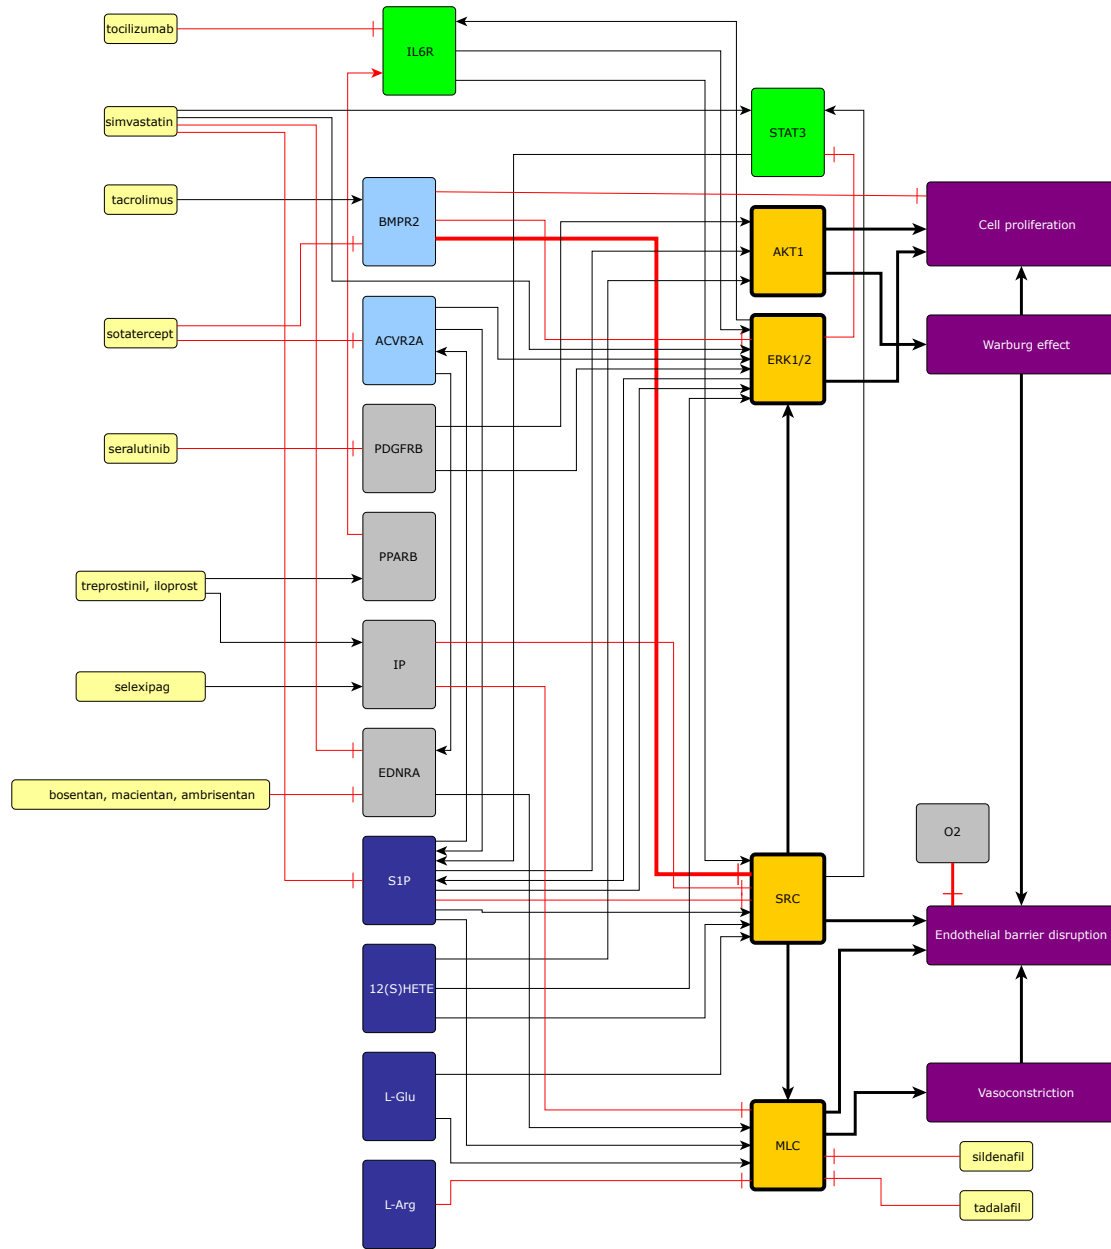 tocilizumab
IL6R
simvastatin
STAT3
tacrolimus
BMPR2
AKT1
Cell proliferation
sotatercept
ACVR2A
ERK1/2
Warburg effect
seralutinib
PDGFRB
PPARB
treprostinil, iloprost
IP
selexipag
EDNRA
bosentan, macientan, ambrisentan
O2
S1P
SRC
Endothelial barrier disruption
12(S)HETE
L-Glu
Vasoconstriction
MLC
sildenafil
L-Arg
tadalafil